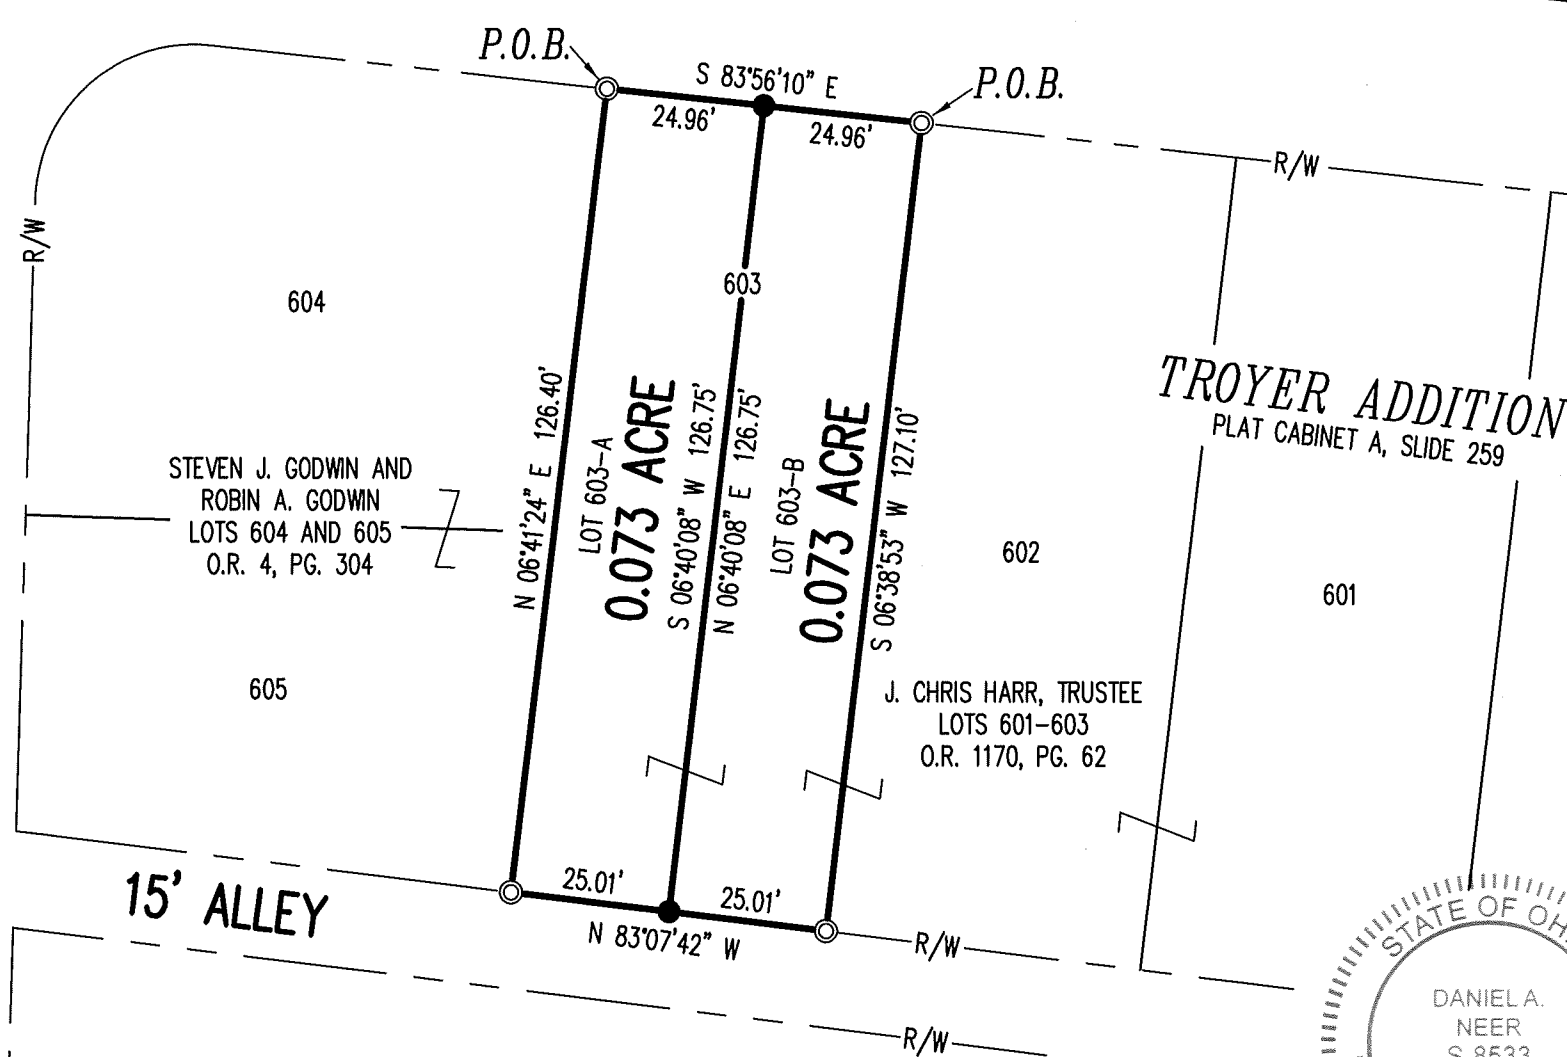 P.O.B.
S 83°56'10" E
P.O.B.
24.96'
24.96'
R/W
R/W
603
604
TROYER ADDITION
PLAT CABINET A, SLIDE 259
N 06°41'24" E 126.40'
LOT 603-A
0.073 ACRE
S 06°40'08" W 126.75'
N 06°40'08" E 126.75'
LOT 603-B
0.073 ACRE
S 06°38'53" W 127.10'
STEVEN J. GODWIN AND
ROBIN A. GODWIN
LOTS 604 AND 605
O.R. 4, PG. 304
602
601
605
J. CHRIS HARR, TRUSTEE
LOTS 601-603
O.R. 1170, PG. 62
15' ALLEY
25.01'
25.01'
N 83°07'42" W
R/W
R/W
STATE OF OH
DANIEL A.
NEER
S 8533